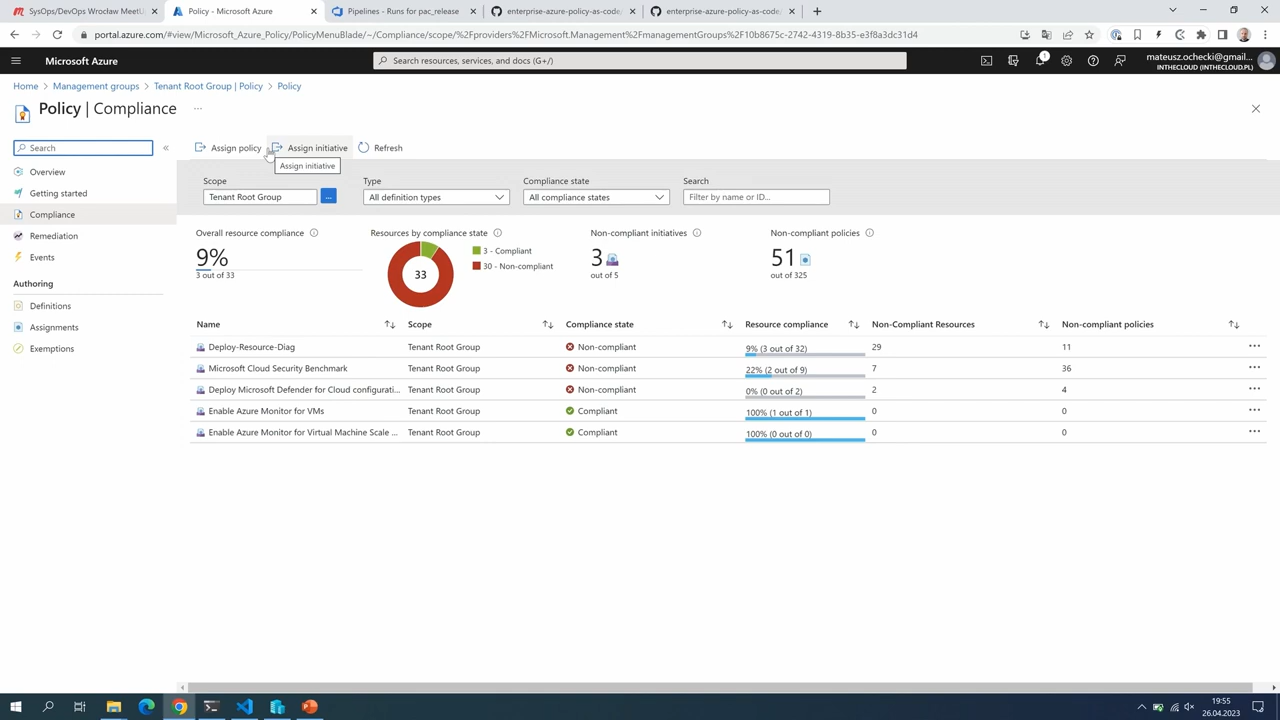 SysOps/DevOps Wrocław MeetU
Policy - Microsoft Azure
Pipelines - Runs for pac_release
enterprise-azure-policy-as-code/
enterprise-azure-policy-as-code/
portal.azure.com/#view/Microsoft_Azure_Policy/PolicyMenuBlade/~/Compliance/scope/%2Fproviders%2FMicrosoft.Management%2FmanagementGroups%2F10b8675c-2742-4319-8b35-e3f8a3dc31d4
Microsoft Azure
Search resources, services, and docs (G+/)
1
mateusz.ochecki@gmail....
INTHECLOUD (INTHECLOUD.PL)
Home > Management groups > Tenant Root Group | Policy > Policy
Policy | Compliance ...
Search
«
Assign policy
Assign initiative
Refresh
Assign initiative
Overview
Getting started
Compliance
Remediation
Events
Authoring
Definitions
Assignments
Exemptions
Scope
Type
Compliance state
Search
Tenant Root Group
...
All definition types
All compliance states
Filter by name or ID...
Overall resource compliance
Resources by compliance state
Non-compliant initiatives
Non-compliant policies
9%
3 out of 33
33
3 - Compliant
30 - Non-compliant
3
out of 5
51
out of 325
Name Scope Compliance state Resource compliance Non-Compliant Resources Non-compliant policies
Deploy-Resource-Diag Tenant Root Group Non-compliant 9% (3 out of 32) 29 11 ...
Microsoft Cloud Security Benchmark Tenant Root Group Non-compliant 22% (2 out of 9) 7 36 ...
Deploy Microsoft Defender for Cloud configurati... Tenant Root Group Non-compliant 0% (0 out of 2) 2 4 ...
Enable Azure Monitor for VMs Tenant Root Group Compliant 100% (1 out of 1) 0 0 ...
Enable Azure Monitor for Virtual Machine Scale ... Tenant Root Group Compliant 100% (0 out of 0) 0 0 ...
19:55
26.04.2023